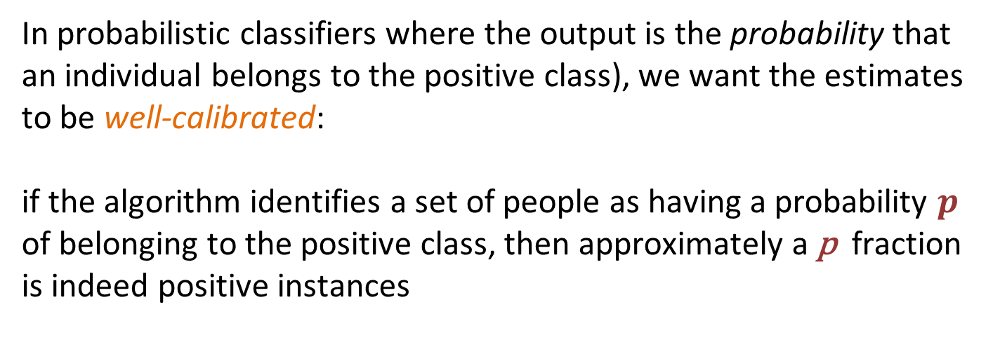 In probabilistic classifiers where the output is the probability that
an individual belongs to the positive class), we want the estimates
to be well-calibrated:
if the algorithm identifies a set of people as having a probability p
of belonging to the positive class, then approximately a p fraction
is indeed positive instances